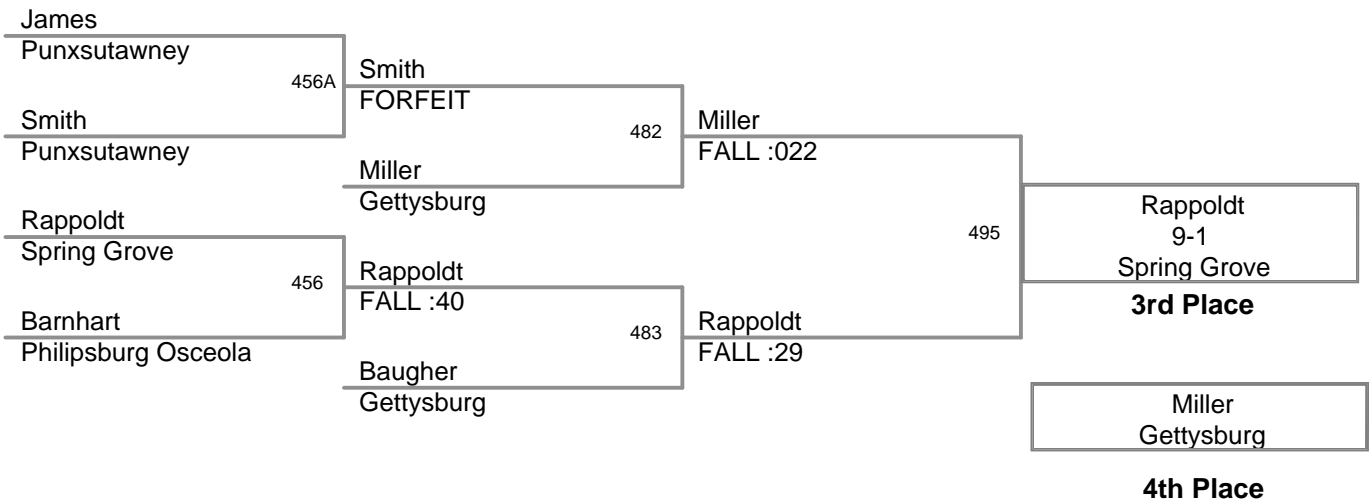 James
Punxsutawney
456A
Smith
FORFEIT
Smith
Punxsutawney
482
Miller
FALL :022
Miller
Gettysburg
Rappoldt
Spring Grove
495
Rappoldt
9-1
Spring Grove
3rd Place
456
Rappoldt
FALL :40
Barnhart
Philipsburg Osceola
483
Rappoldt
FALL :29
Baugher
Gettysburg
Miller
Gettysburg
4th Place